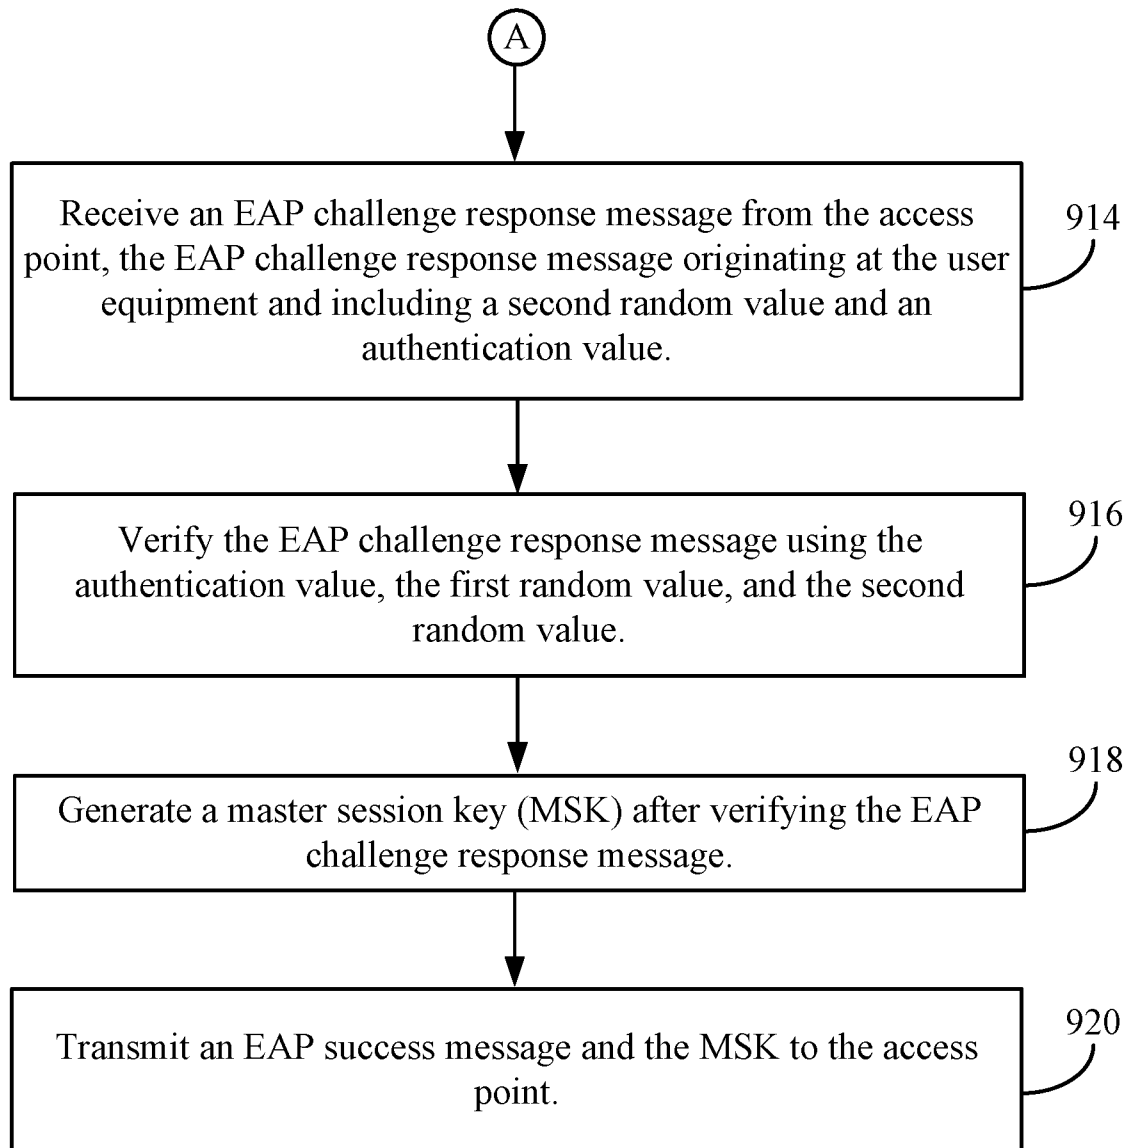 A
Receive an EAP challenge response message from the access
point, the EAP challenge response message originating at the user
equipment and including a second random value and an
authentication value.
914
Verify the EAP challenge response message using the
authentication value, the first random value, and the second
random value.
916
Generate a master session key (MSK) after verifying the EAP
challenge response message.
918
Transmit an EAP success message and the MSK to the access
point.
920